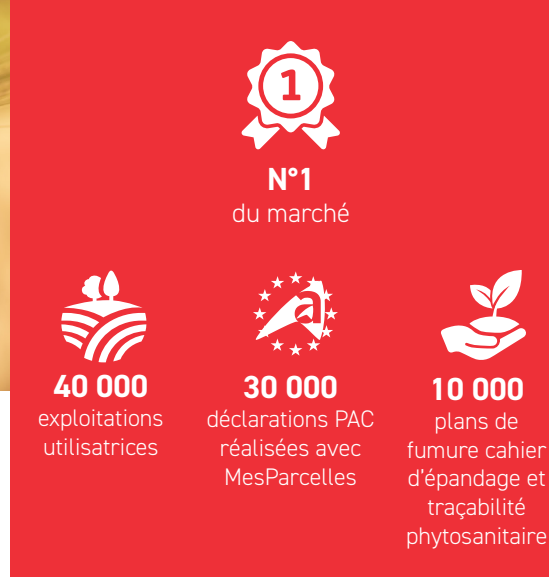 1
N°1
du marché
40 000
exploitations
utilisatrices
a
30 000
déclarations PAC
réalisées avec
MesParcelles
10 000
plans de
fumure cahier
d'épandage et
traçabilité
phytosanitaire